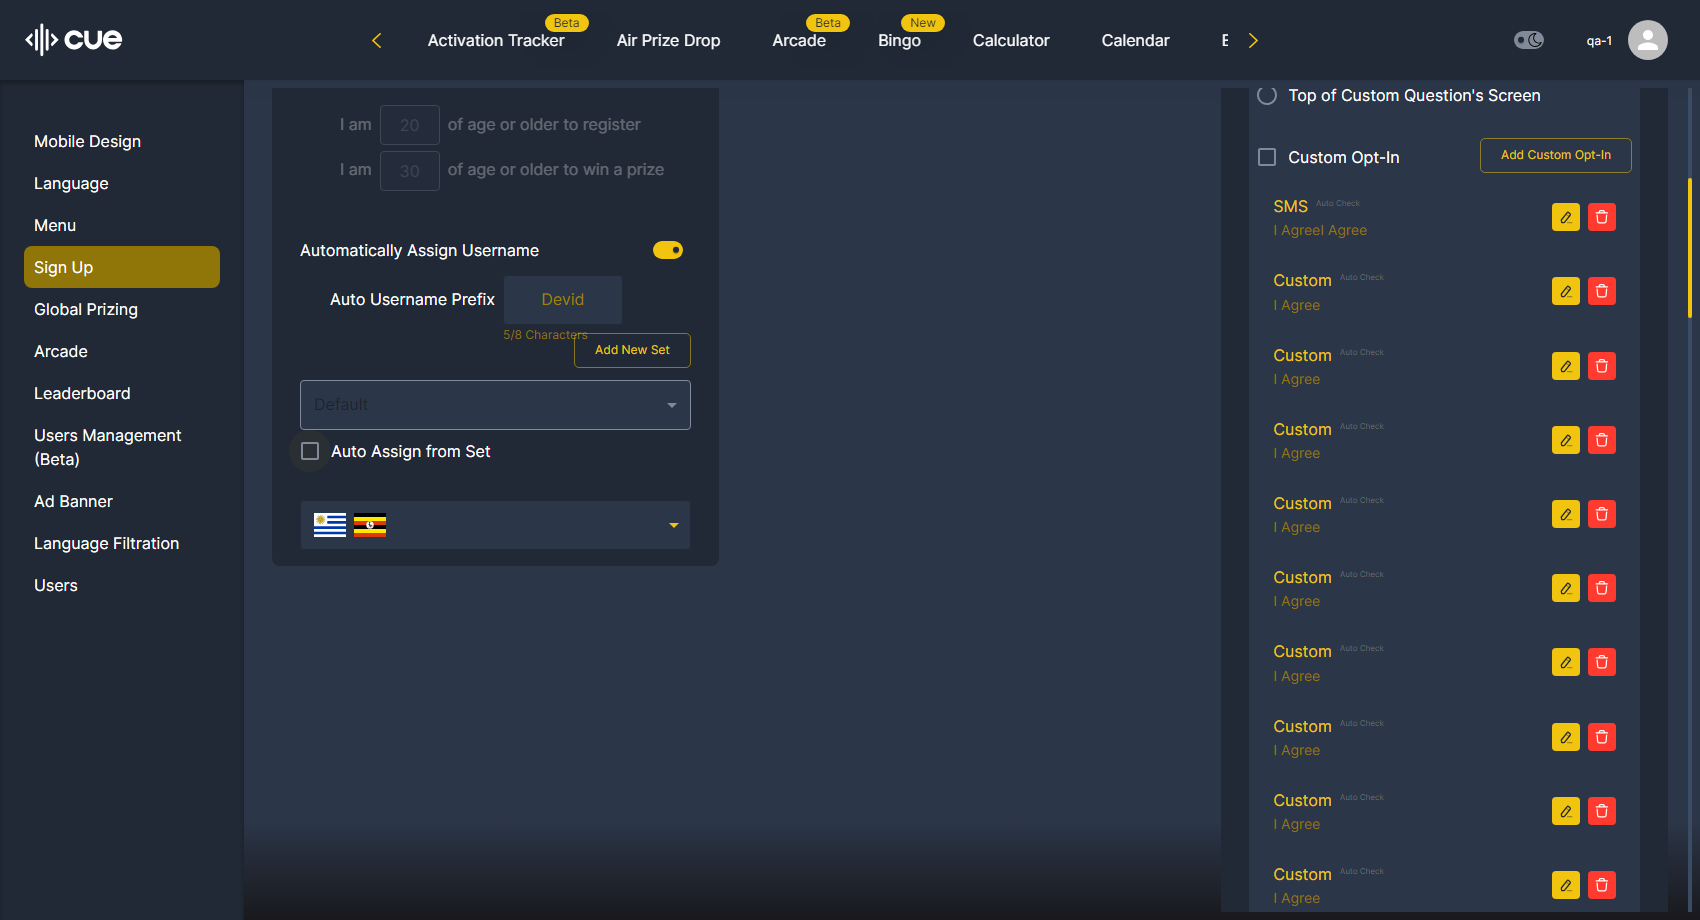 cue
Activation Tracker
Beta
Air Prize Drop
Arcade
Beta
Bingo
New
Calculator
Calendar
qa-1
Mobile Design
Language
Menu
Sign Up
Global Prizing
Arcade
Leaderboard
Users Management
(Beta)
Ad Banner
Language Filtration
Users
I am 20 of age or older to register
I am 30 of age or older to win a prize
Automatically Assign Username
Auto Username Prefix Devid
5/8 Characters
Add New Set
Default
Auto Assign from Set
Top of Custom Question's Screen
Custom Opt-In
Add Custom Opt-In
SMS Auto Check
I AgreeI Agree
Custom Auto Check
I Agree
Custom Auto Check
I Agree
Custom Auto Check
I Agree
Custom Auto Check
I Agree
Custom Auto Check
I Agree
Custom Auto Check
I Agree
Custom Auto Check
I Agree
Custom Auto Check
I Agree
Custom Auto Check
I Agree